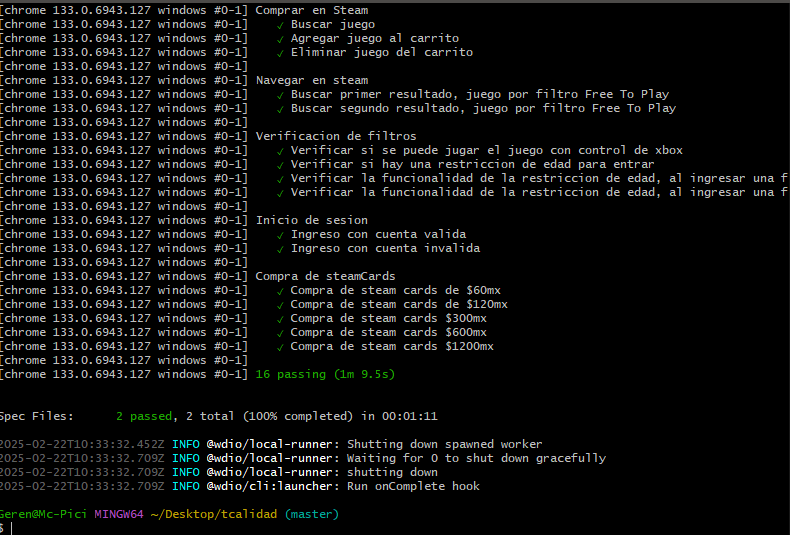 [chrome 133.0.6943.127 windows #0-1] Comprar en Steam
[chrome 133.0.6943.127 windows #0-1]    ✓ Buscar juego
[chrome 133.0.6943.127 windows #0-1]    ✓ Agregar juego al carrito
[chrome 133.0.6943.127 windows #0-1]    ✓ Eliminar juego del carrito
[chrome 133.0.6943.127 windows #0-1]
[chrome 133.0.6943.127 windows #0-1] Navegar en steam
[chrome 133.0.6943.127 windows #0-1]    ✓ Buscar primer resultado, juego por filtro Free To Play
[chrome 133.0.6943.127 windows #0-1]    ✓ Buscar segundo resultado, juego por filtro Free To Play
[chrome 133.0.6943.127 windows #0-1]
[chrome 133.0.6943.127 windows #0-1] Verificacion de filtros
[chrome 133.0.6943.127 windows #0-1]    ✓ Verificar si se puede jugar el juego con control de xbox
[chrome 133.0.6943.127 windows #0-1]    ✓ Verificar si hay una restriccion de edad para entrar
[chrome 133.0.6943.127 windows #0-1]    ✓ Verificar la funcionalidad de la restriccion de edad, al ingresar una f
[chrome 133.0.6943.127 windows #0-1]    ✓ Verificar la funcionalidad de la restriccion de edad, al ingresar una f
[chrome 133.0.6943.127 windows #0-1]
[chrome 133.0.6943.127 windows #0-1] Inicio de sesion
[chrome 133.0.6943.127 windows #0-1]    ✓ Ingreso con cuenta valida
[chrome 133.0.6943.127 windows #0-1]    ✓ Ingreso con cuenta invalida
[chrome 133.0.6943.127 windows #0-1]
[chrome 133.0.6943.127 windows #0-1] Compra de steamCards
[chrome 133.0.6943.127 windows #0-1]    ✓ Compra de steam cards de $60mx
[chrome 133.0.6943.127 windows #0-1]    ✓ Compra de steam cards de $120mx
[chrome 133.0.6943.127 windows #0-1]    ✓ Compra de steam cards $300mx
[chrome 133.0.6943.127 windows #0-1]    ✓ Compra de steam cards $600mx
[chrome 133.0.6943.127 windows #0-1]    ✓ Compra de steam cards $1200mx
[chrome 133.0.6943.127 windows #0-1]
[chrome 133.0.6943.127 windows #0-1] 16 passing (1m 9.5s)
Spec Files:      2 passed, 2 total (100% completed) in 00:01:11
2025-02-22T10:33:32.452Z INFO @wdio/local-runner: Shutting down spawned worker
2025-02-22T10:33:32.709Z INFO @wdio/local-runner: Waiting for 0 to shut down gracefully
2025-02-22T10:33:32.709Z INFO @wdio/local-runner: shutting down
2025-02-22T10:33:32.709Z INFO @wdio/cli:launcher: Run onComplete hook
Geren@Mc-Pici MINGW64 ~/Desktop/tcalidad (master)
$